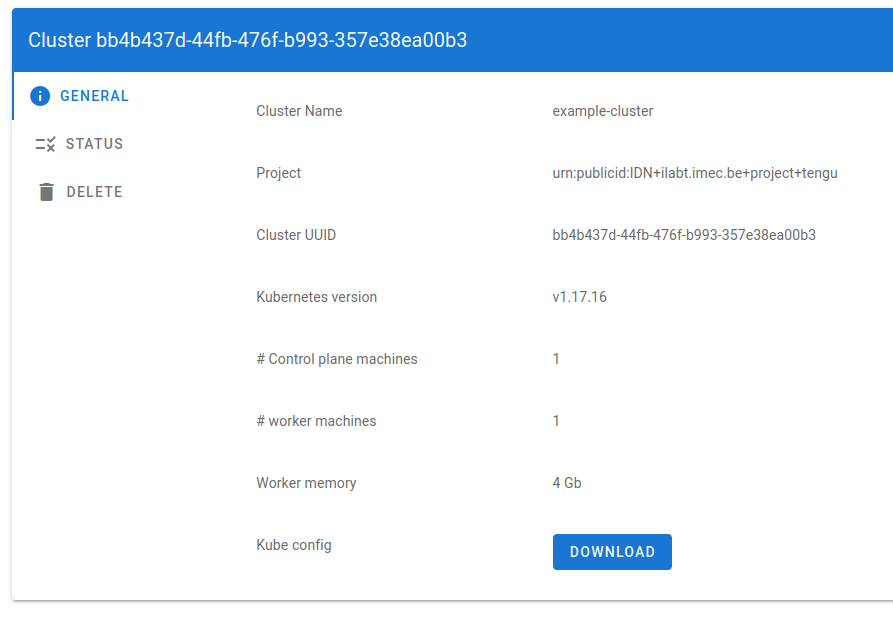 Cluster bb4b437d-44fb-476f-b993-357e38ea00b3
GENERAL
STATUS
DELETE
Cluster Name example-cluster
Project urn:publicid:IDN+ilabt.imec.be+project+tengu
Cluster UUID bb4b437d-44fb-476f-b993-357e38ea00b3
Kubernetes version v1.17.16
# Control plane machines 1
# worker machines 1
Worker memory 4 Gb
Kube config DOWNLOAD